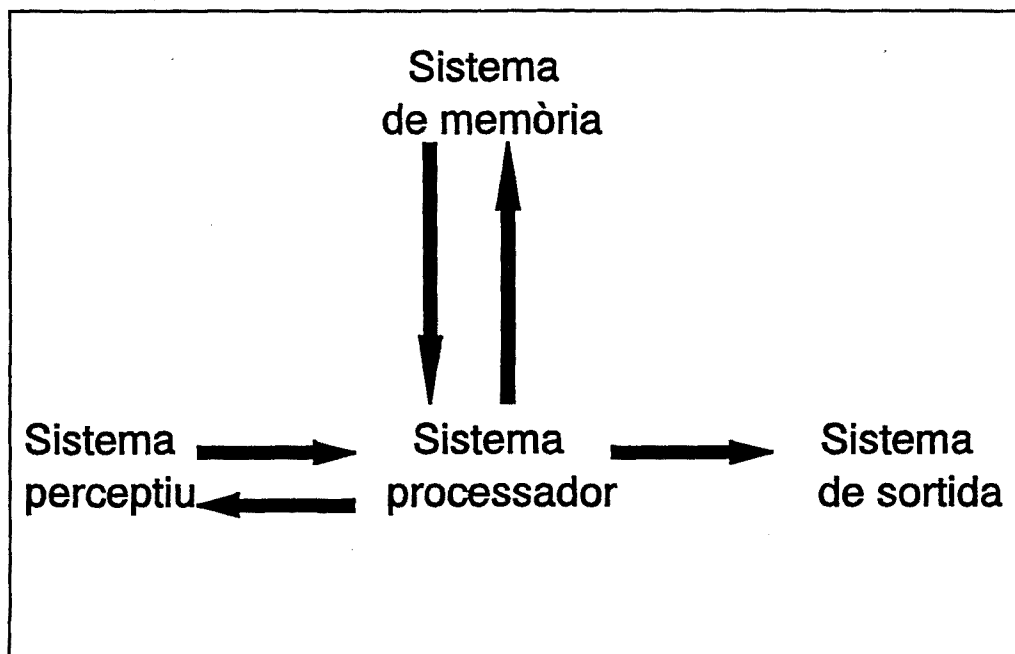 Sistema
de memòria
Sistema
perceptiu
Sistema
processador
Sistema
de sortida